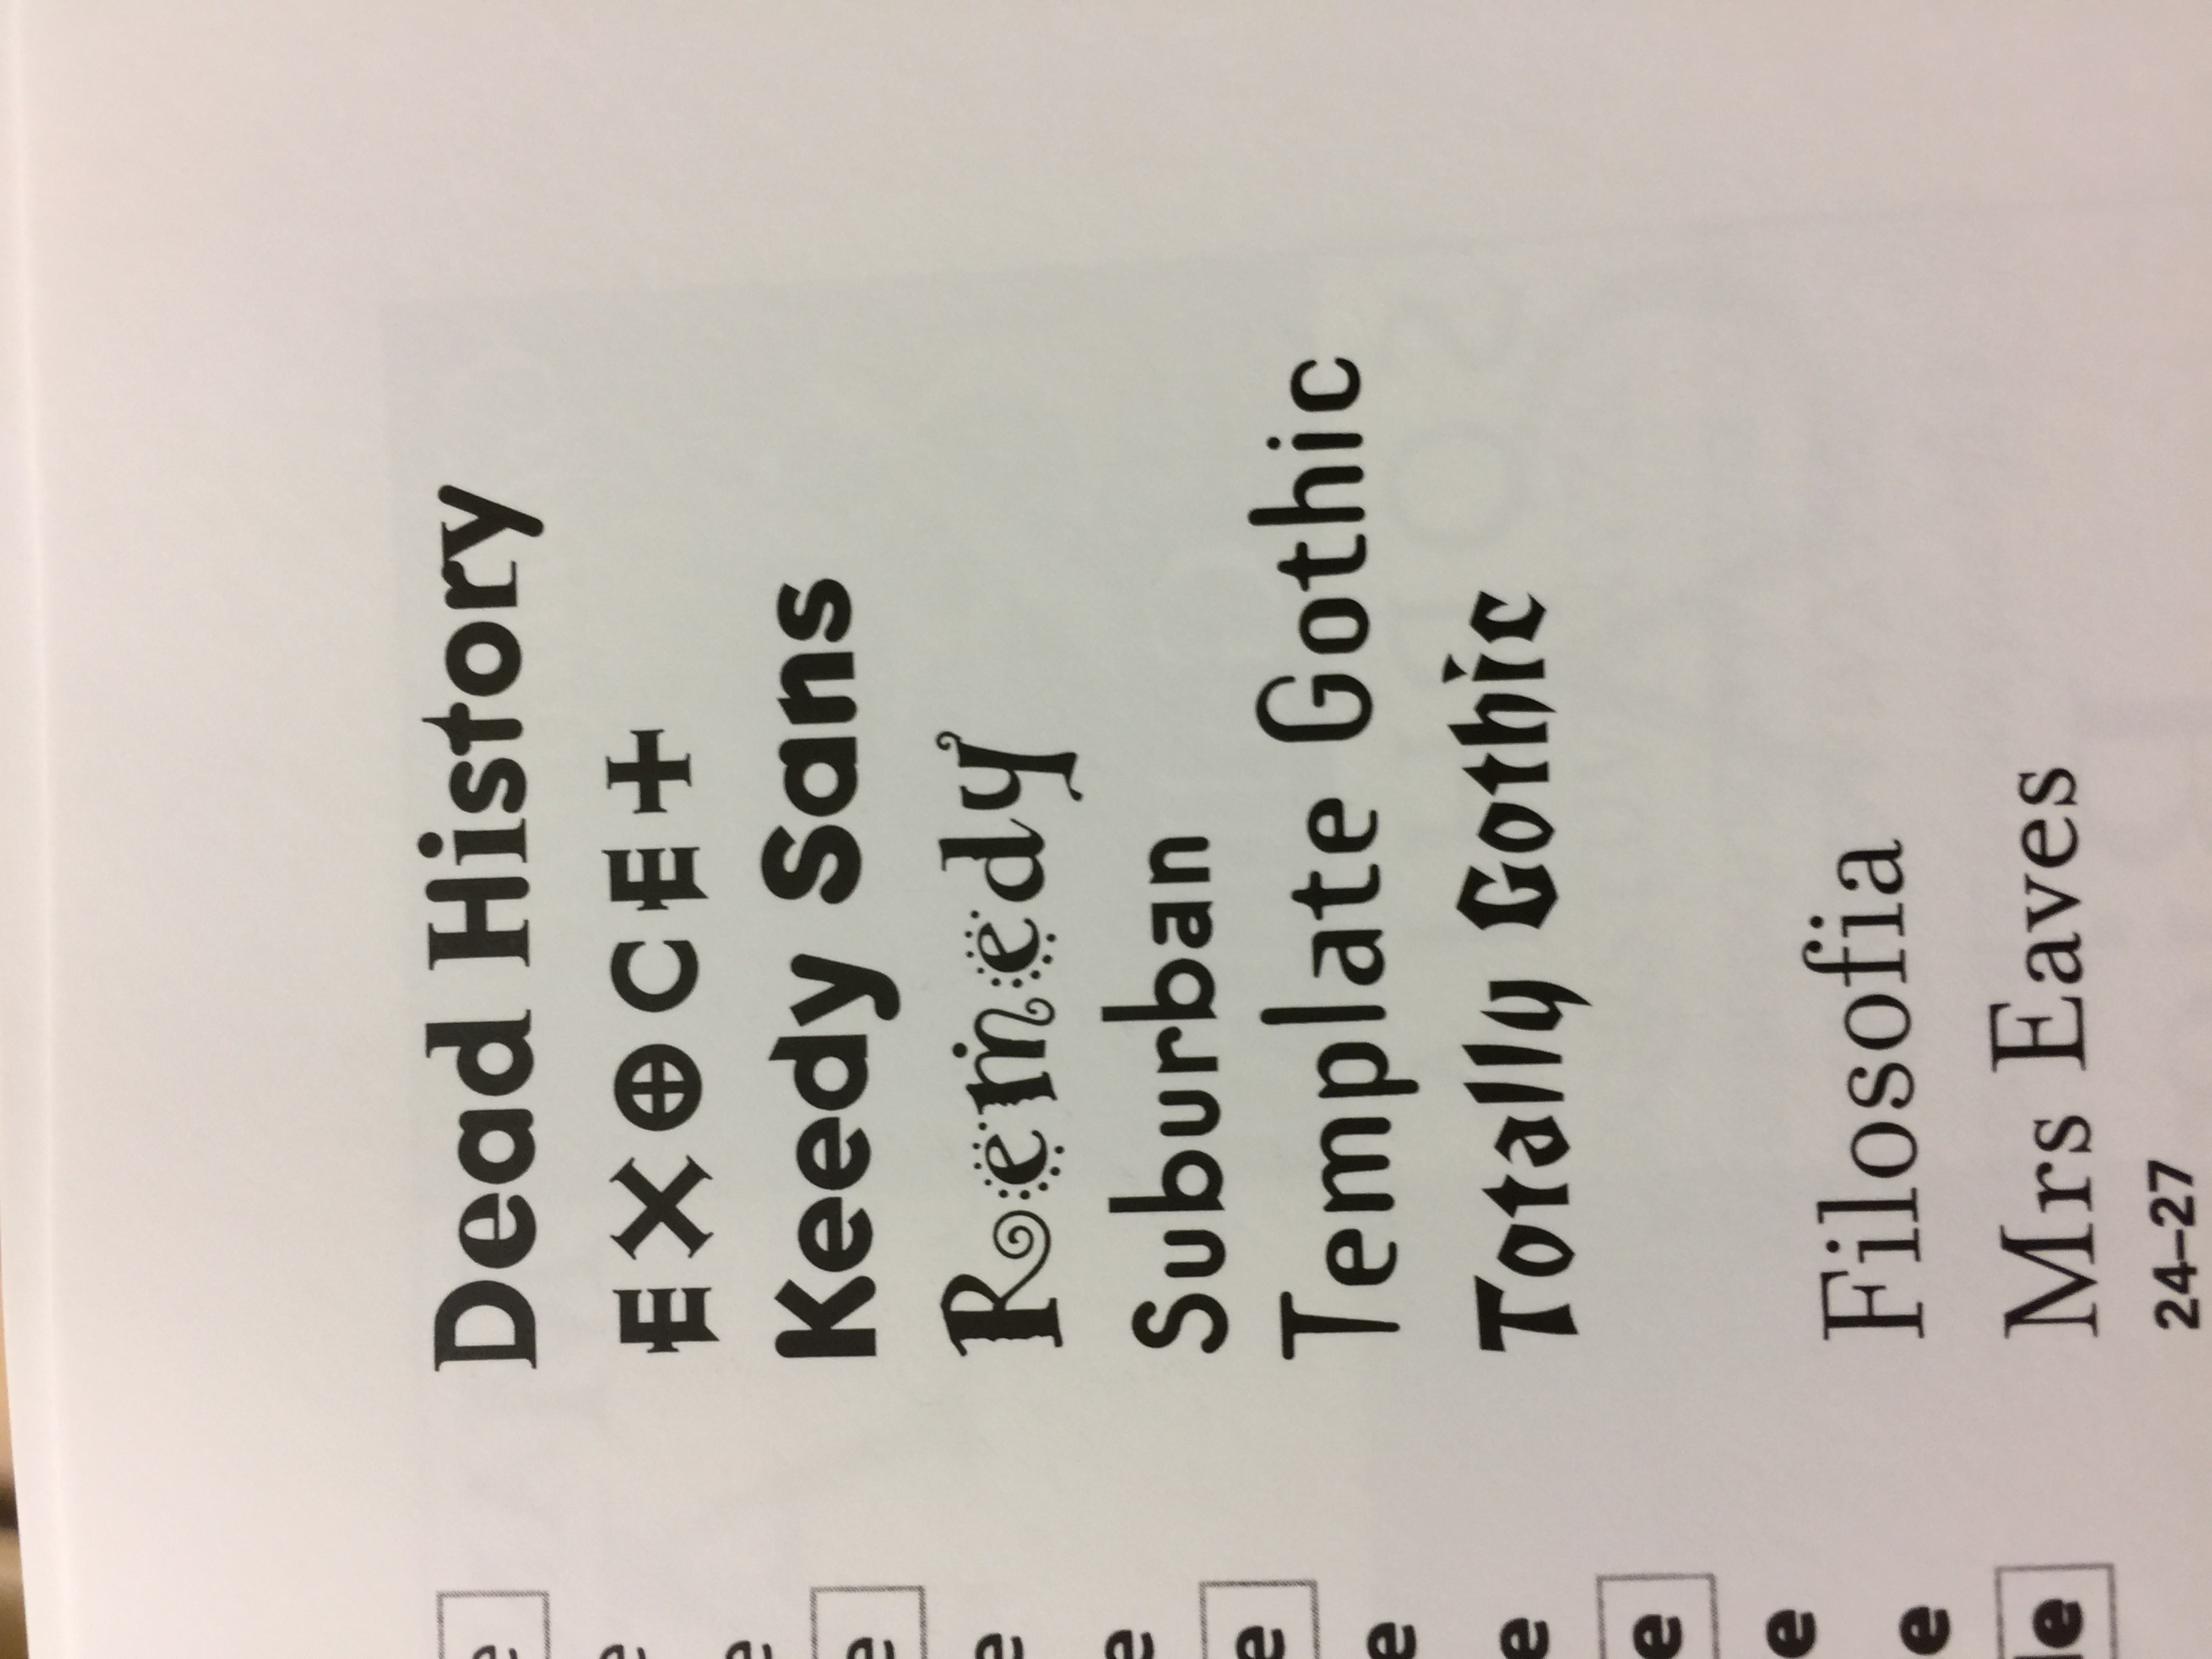 Dead History
EXOCET
Keedy Sans
Remedy
Suburban
Template Gothic
Totally Gothic
Filosofia
Mrs Eaves
24–27
e
e
e
e
e
e
e
e
e
e
e
e
le